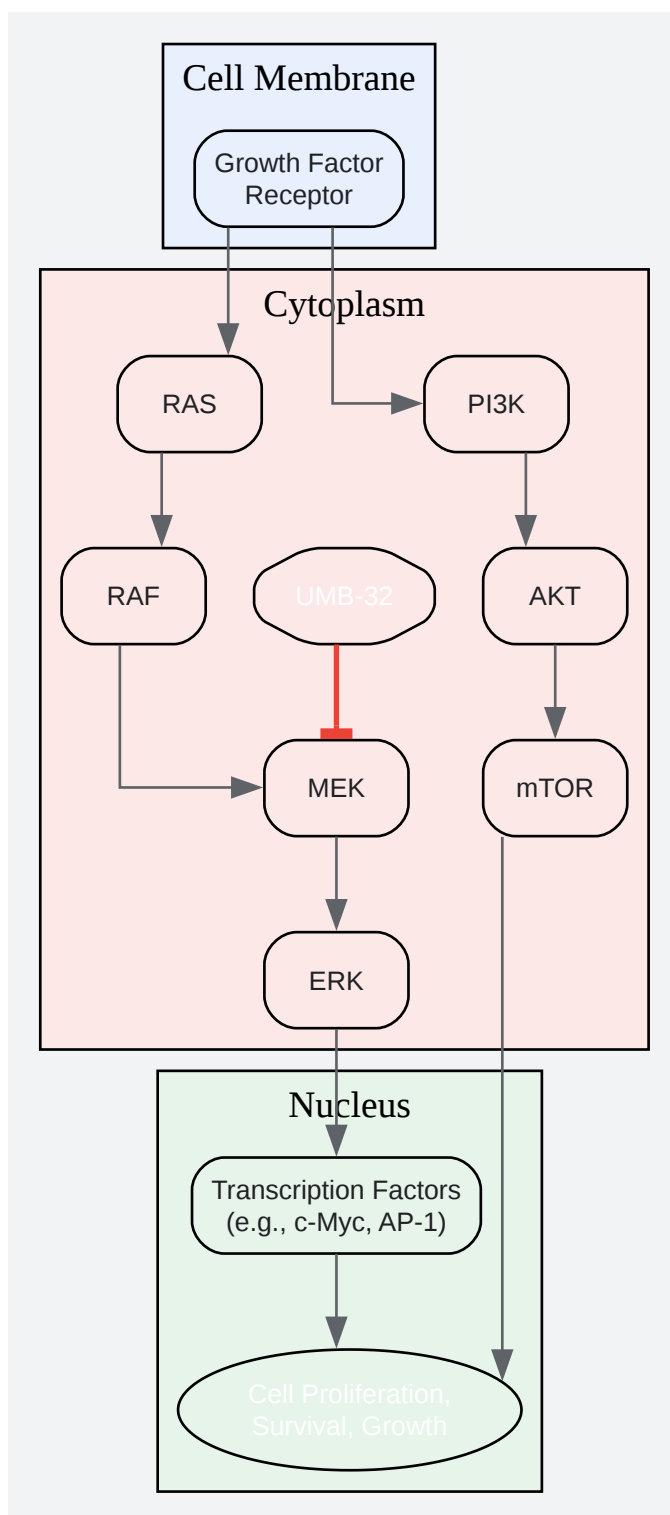 Cell Membrane
Growth Factor
Receptor
Cytoplasm
RAS
PI3K
RAF
UMB-32
AKT
MEK
mTOR
ERK
Nucleus
Transcription Factors
(e.g., c-Myc, AP-1)
Cell Proliferation,
Survival, Growth